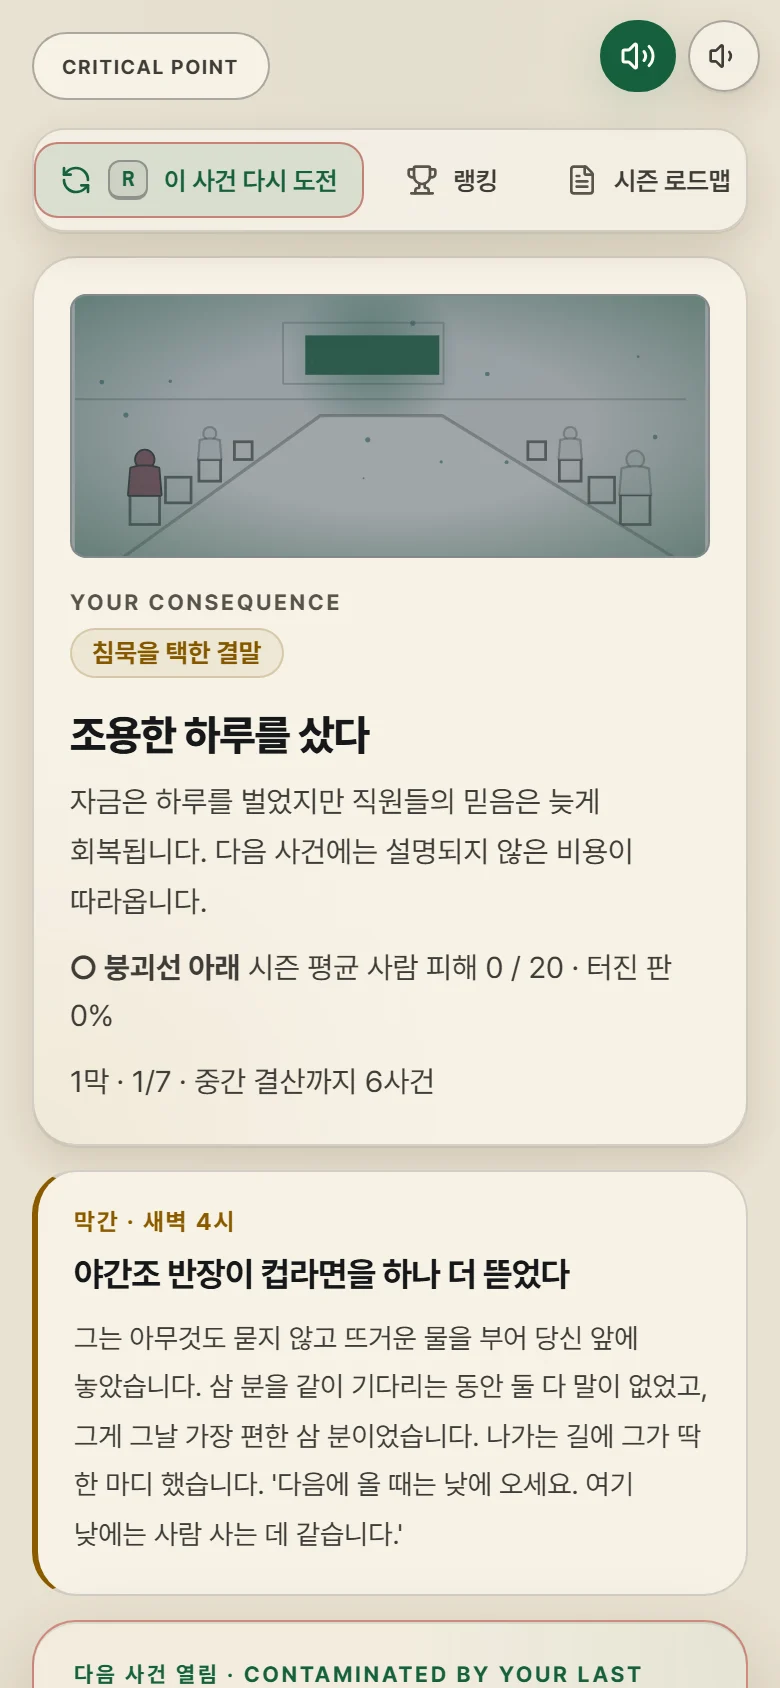 CRITICAL POINT
R 이 사건 다시 도전 랭킹 시즌 로드맵
YOUR CONSEQUENCE
침묵을 택한 결말
조용한 하루를 샀다
자금은 하루를 벌었지만 직원들의 믿음은 늦게
회복됩니다. 다음 사건에는 설명되지 않은 비용이
따라옵니다.
붕괴선 아래 시즌 평균 사람 피해 0 / 20 · 터진 판
0%
1막 · 1/7 · 중간 결산까지 6사건
막간 · 새벽 4시
야간조 반장이 컵라면을 하나 더 뜯었다
그는 아무것도 묻지 않고 뜨거운 물을 부어 당신 앞에
놓았습니다. 삼 분을 같이 기다리는 동안 둘 다 말이 없었고,
그게 그날 가장 편한 삼 분이었습니다. 나가는 길에 그가 딱
한 마디 했습니다. '다음에 올 때는 낮에 오세요. 여기
낮에는 사람 사는 데 같습니다.'
다음 사건 열림 · CONTAMINATED BY YOUR LAST